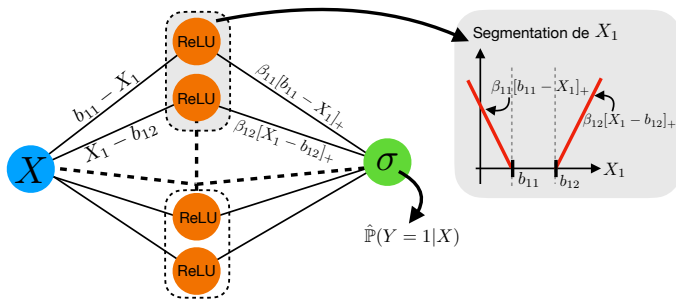 ReLU
ReLU
ReLU
ReLU
X
σ
b₁₁ − X₁
X₁ − b₁₂
β₁₁[b₁₁ − X₁]₊
β₁₂[X₁ − b₁₂]₊
ℙ̂(Y = 1|X)
Segmentation de X₁
β₁₁[b₁₁ − X₁]₊
β₁₂[X₁ − b₁₂]₊
b₁₁
b₁₂
X₁